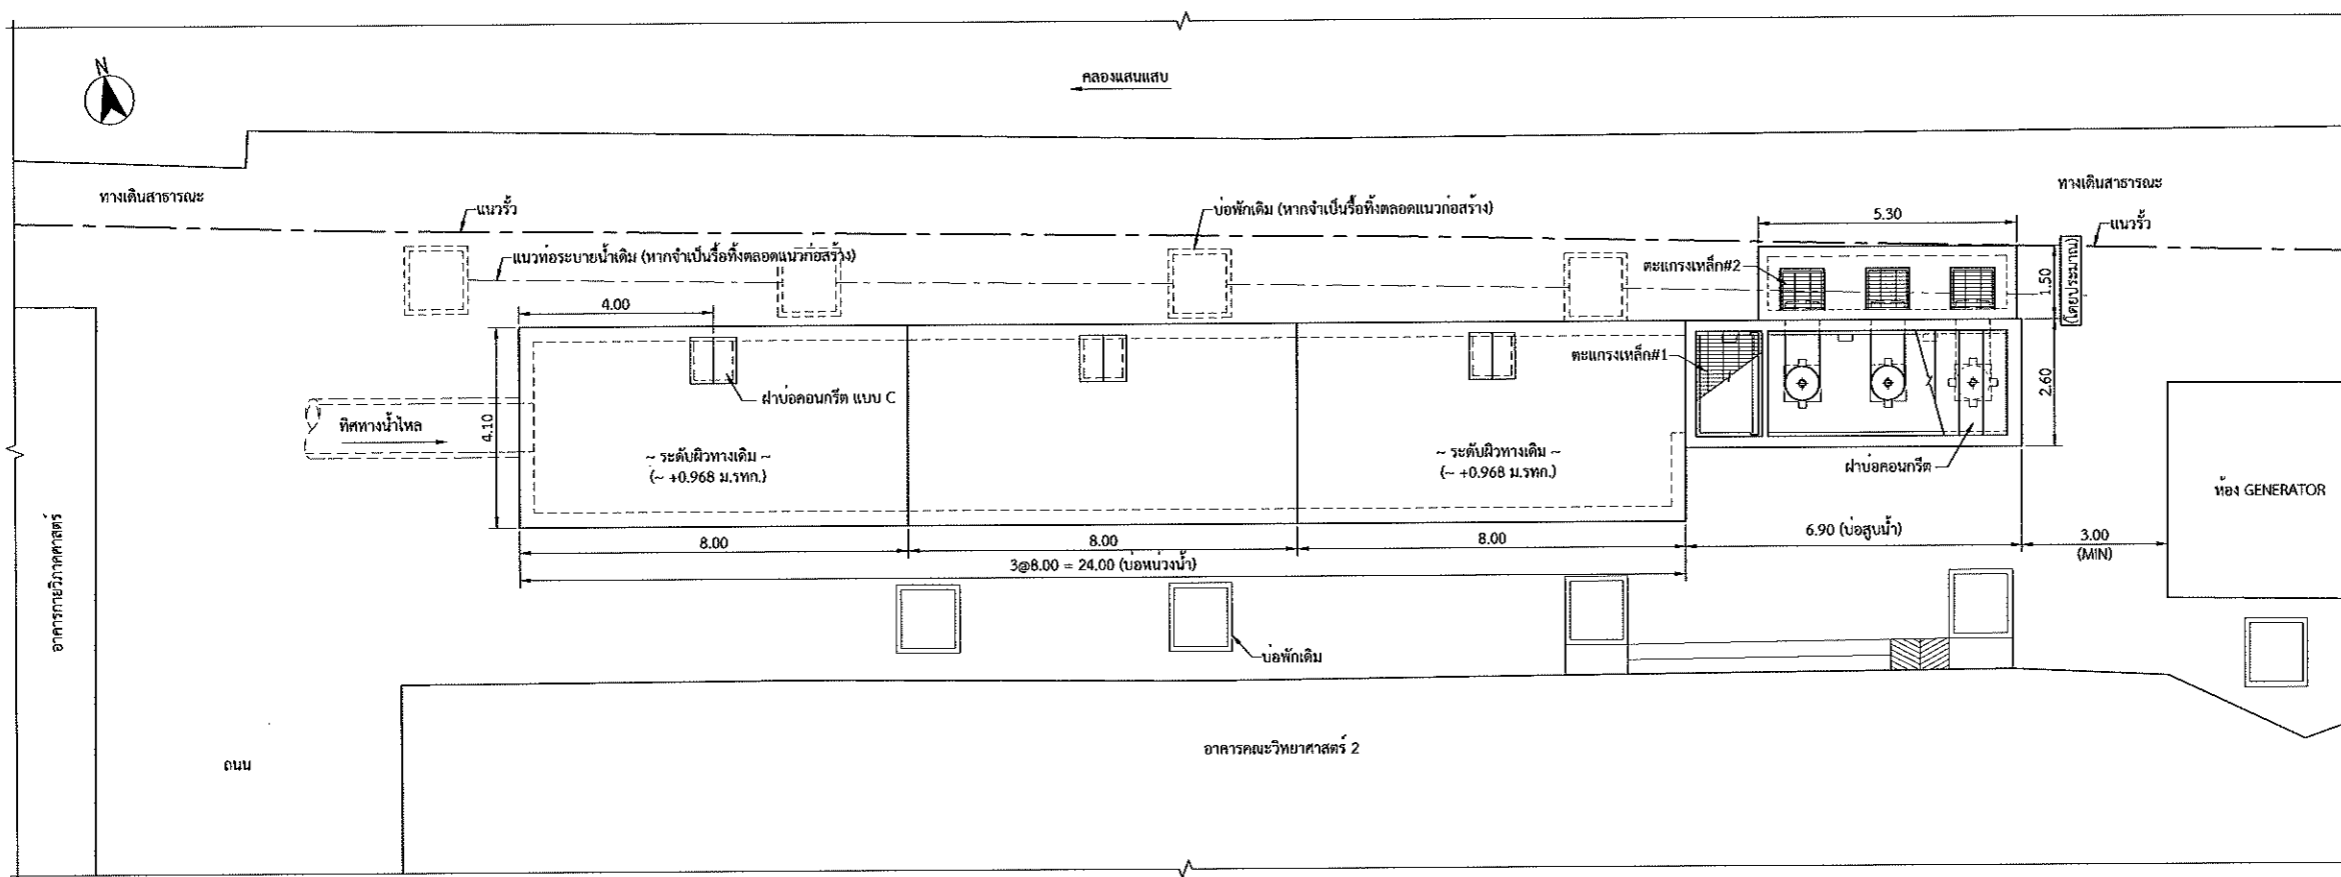 N
คลองแสนแสบ
ทางเดินสาธารณะ
ทางเดินสาธารณะ
แนวรั้ว
บ่อพักเดิม (หากจำเป็นรื้อทิ้งตลอดแนวก่อสร้าง)
5.30
แนวรั้ว
แนวท่อระบายน้ำเดิม (หากจำเป็นรื้อทิ้งตลอดแนวก่อสร้าง)
ตะแกรงเหล็ก#2
1.50
(โดยประมาณ)
4.00
ตะแกรงเหล็ก#1
2.60
ฝาบ่อคอนกรีต แบบ C
ทิศทางน้ำไหล
4.10
~ ระดับผิวทางเดิม ~
(~ +0.968 ม.รทก.)
~ ระดับผิวทางเดิม ~
(~ +0.968 ม.รทก.)
ฝาบ่อคอนกรีต
ห้อง GENERATOR
8.00
8.00
8.00
6.90 (บ่อสูบน้ำ)
3.00
(MIN)
3@8.00 = 24.00 (บ่อหน่วงน้ำ)
อาคารกายวิภาคศาสตร์
บ่อพักเดิม
อาคารคณะวิทยาศาสตร์ 2
ถนน